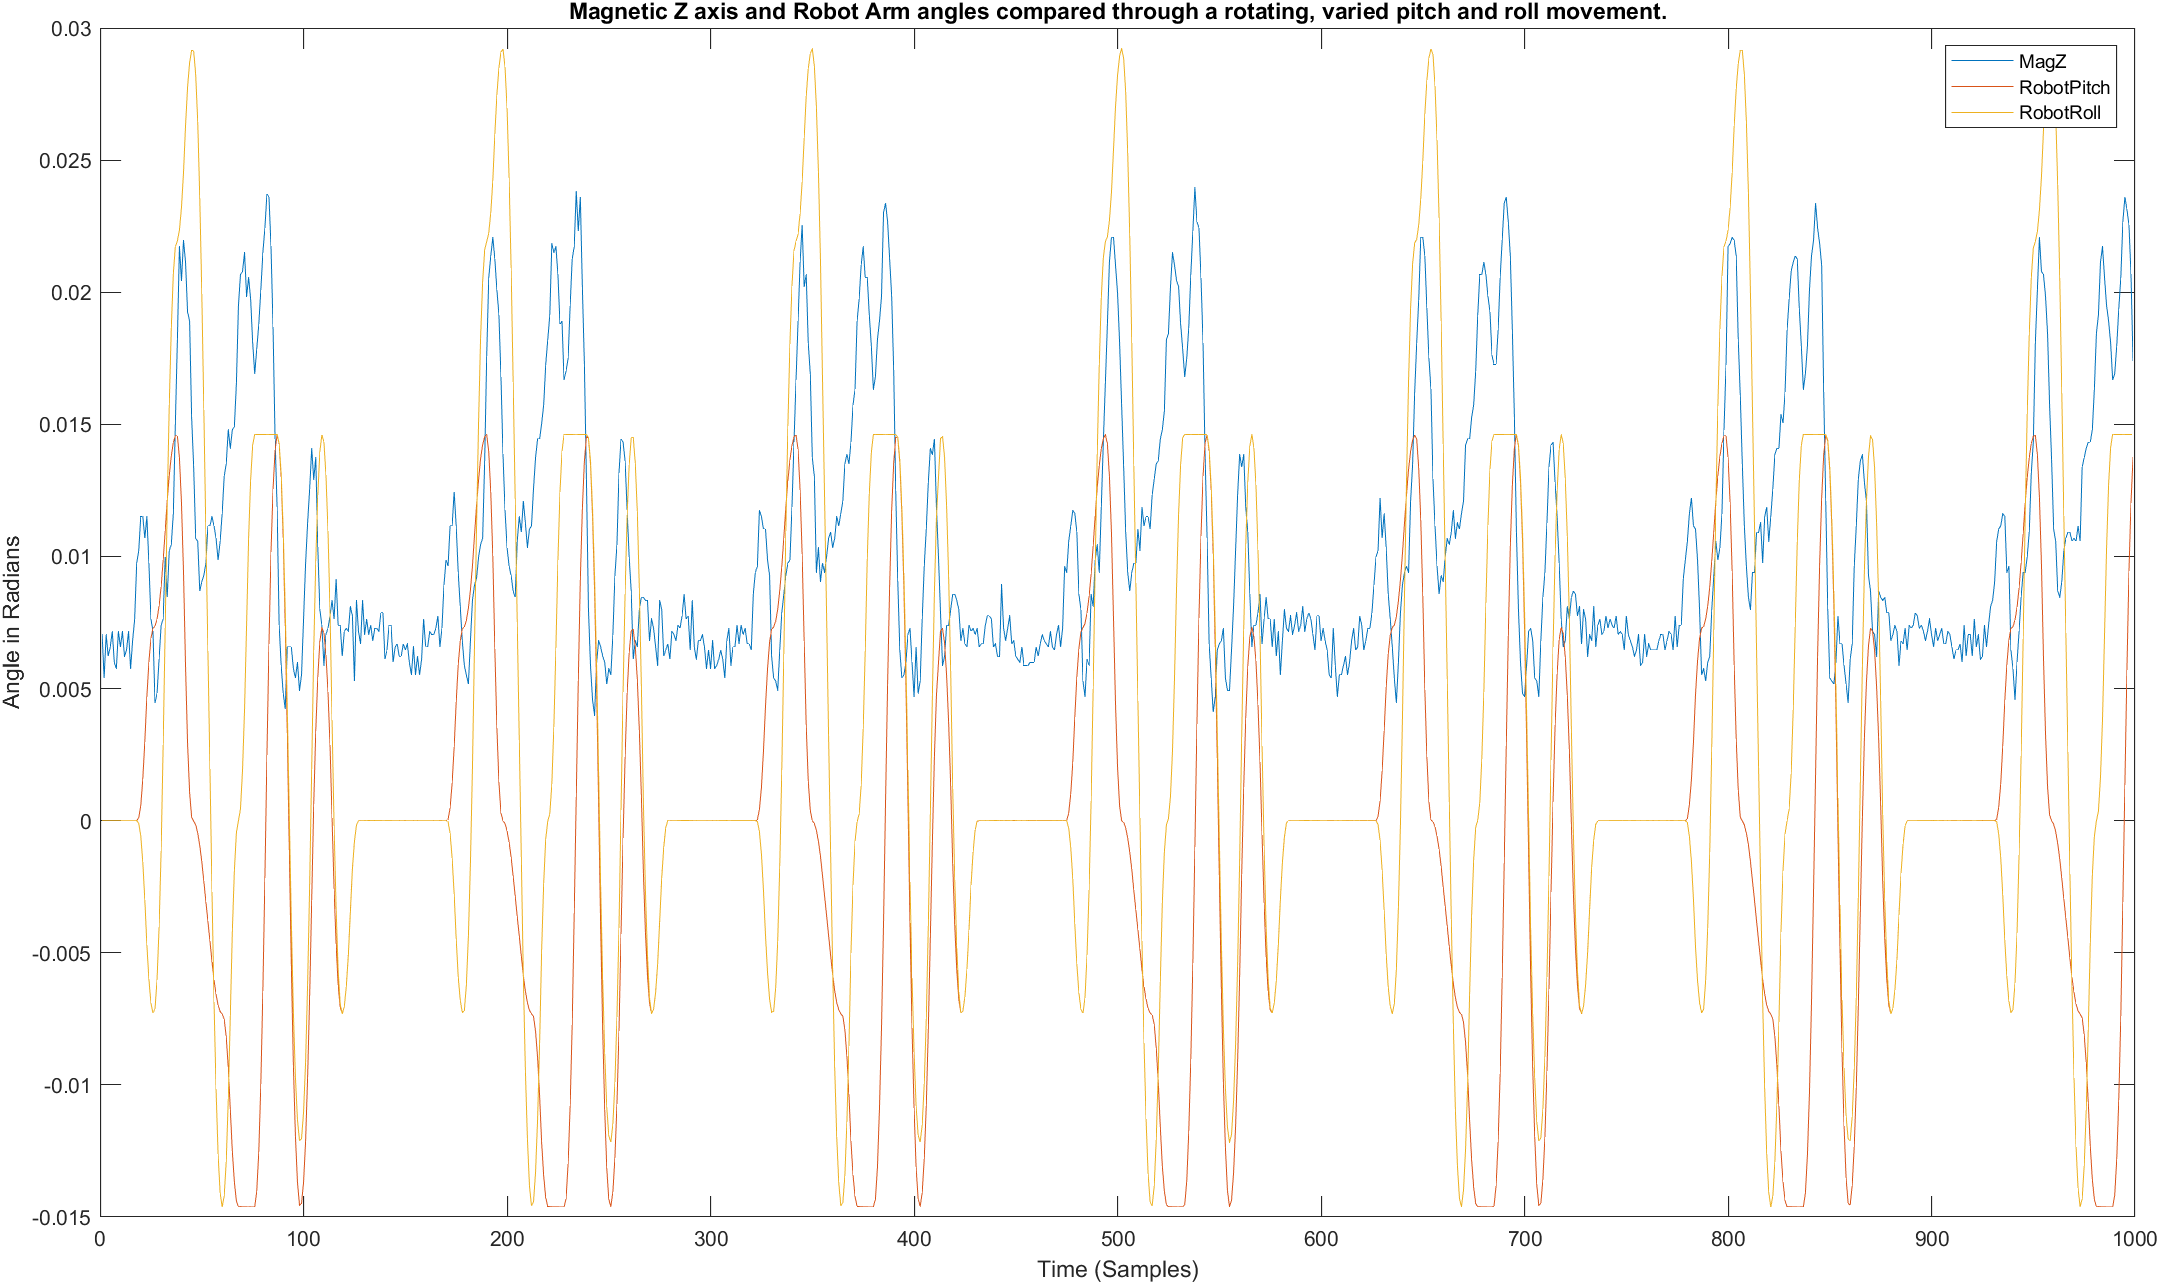 Magnetic Z axis and Robot Arm angles compared through a rotating, varied pitch and roll movement.
MagZ
RobotPitch
RobotRoll
Angle in Radians
0.03
0.025
0.02
0.015
0.01
0.005
0
-0.005
-0.01
-0.015
0 100 200 300 400 500 600 700 800 900 1000
Time (Samples)